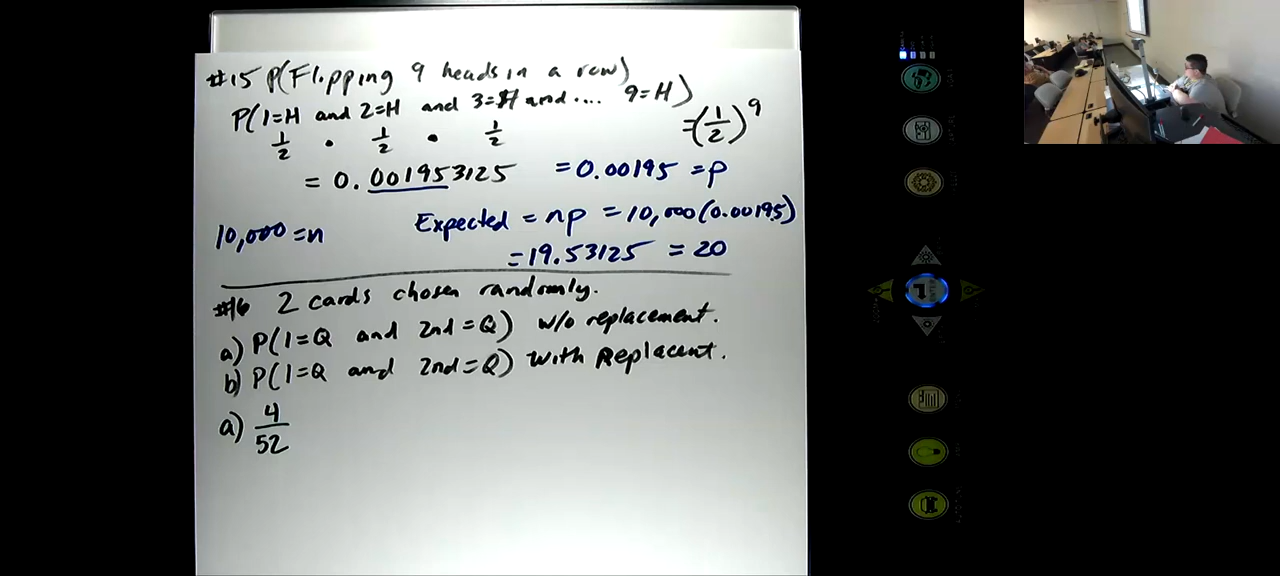 #15 P(Flipping 9 heads in a row)
P(1=H and 2=H and 3=H and.... 9=H)
1/2 • 1/2 • 1/2 =(1/2)^9
= 0.001953125 =0.00195 =p
10,000=n Expected = np =10,000(0.00195)
=19.53125 = 20
#16 2 cards chosen randomly.
a) P(1=Q and 2nd=Q) w/o replacement.
b) P(1=Q and 2nd=Q) with Replacent.
a) 4/52